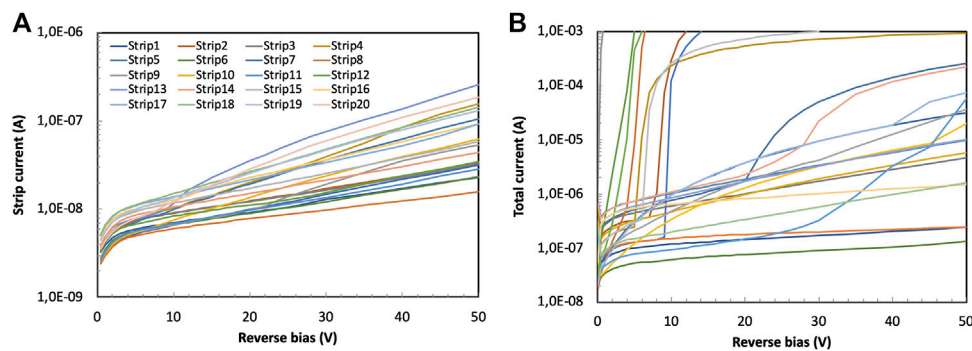 A
B
1,0E-06
1,0E-07
1,0E-08
1,0E-09
Strip current (A)
Strip1 Strip2 Strip3 Strip4
Strip5 Strip6 Strip7 Strip8
Strip9 Strip10 Strip11 Strip12
Strip13 Strip14 Strip15 Strip16
Strip17 Strip18 Strip19 Strip20
0 10 20 30 40 50
Reverse bias (V)
1,0E-03
1,0E-04
1,0E-05
1,0E-06
1,0E-07
1,0E-08
Total current (A)
0 10 20 30 40 50
Reverse bias (V)